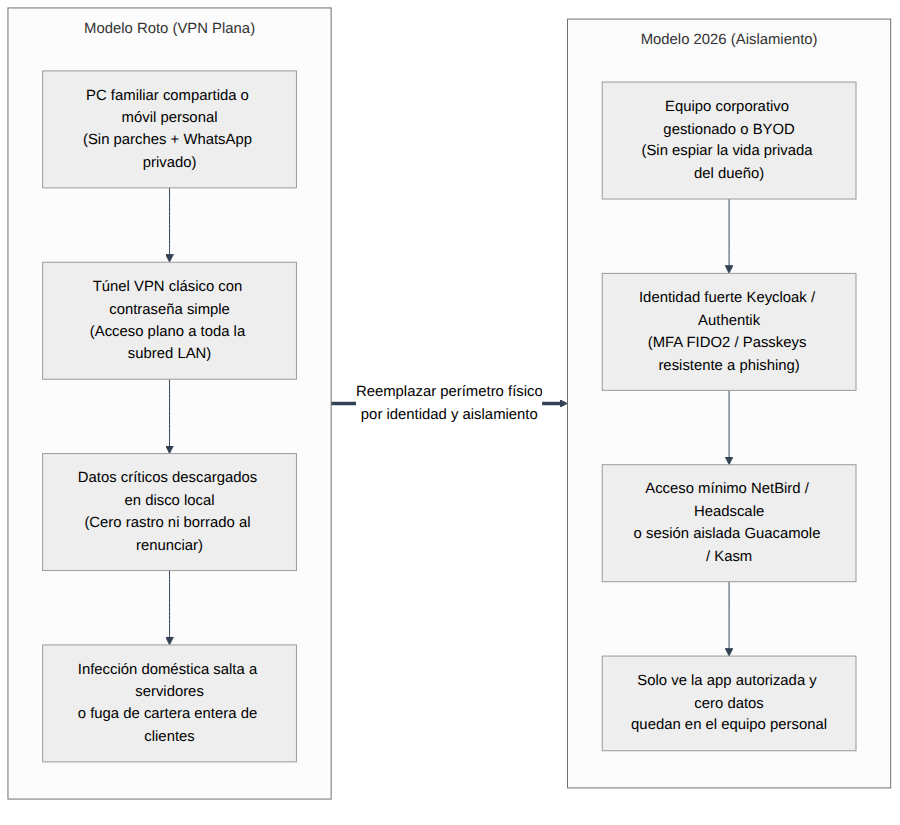 Modelo Roto (VPN Plana)
PC familiar compartida o
móvil personal
(Sin parches + WhatsApp
privado)
Túnel VPN clásico con
contraseña simple
(Acceso plano a toda la
subred LAN)
Datos críticos descargados
en disco local
(Cero rastro ni borrado al
renunciar)
Infección doméstica salta a
servidores
o fuga de cartera entera de
clientes
Reemplazar perímetro físico
por identidad y aislamiento
Modelo 2026 (Aislamiento)
Equipo corporativo
gestionado o BYOD
(Sin espiar la vida privada
del dueño)
Identidad fuerte Keycloak /
Authentik
(MFA FIDO2 / Passkeys
resistente a phishing)
Acceso mínimo NetBird /
Headscale
o sesión aislada Guacamole
/ Kasm
Solo ve la app autorizada y
cero datos
quedan en el equipo personal